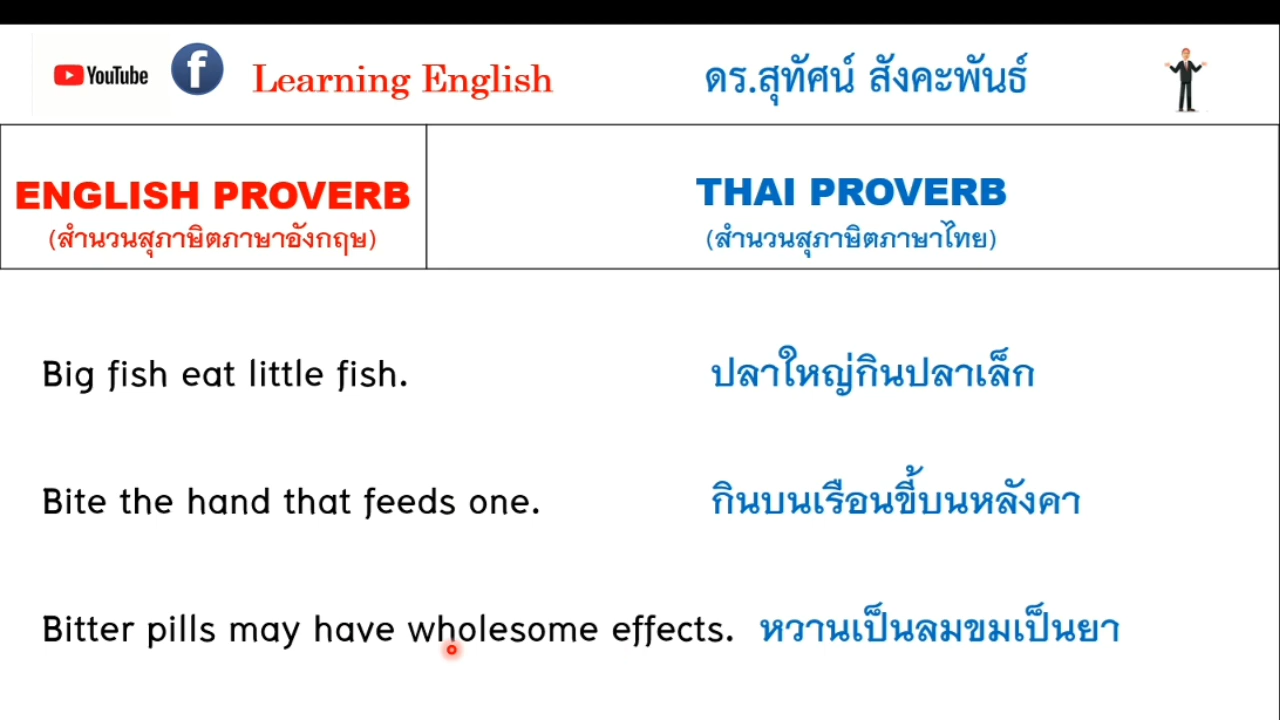 YouTube f Learning English ดร.สุทัศน์ สังคะพันธ์
ENGLISH PROVERB THAI PROVERB
(สำนวนสุภาษิตภาษาอังกฤษ) (สำนวนสุภาษิตภาษาไทย)
Big fish eat little fish. ปลาใหญ่กินปลาเล็ก
Bite the hand that feeds one. กินบนเรือนขี้บนหลังคา
Bitter pills may have wholesome effects. หวานเป็นลมขมเป็นยา